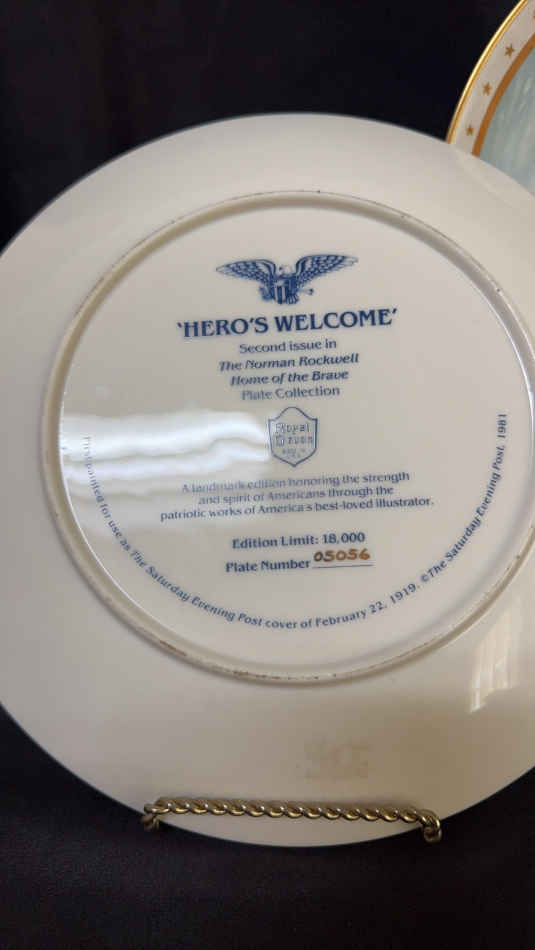 'HERO'S WELCOME'
Second issue in
The Norman Rockwell
Home of the Brave
Plate Collection
Royal
Devon
A landmark edition honoring the strength
and spirit of Americans through the
patriotic works of America's best-loved illustrator.
Edition Limit: 18,000
Plate Number 05056
First painted for use as The Saturday Evening Post cover of February 22, 1919. ©The Saturday Evening Post, 1981